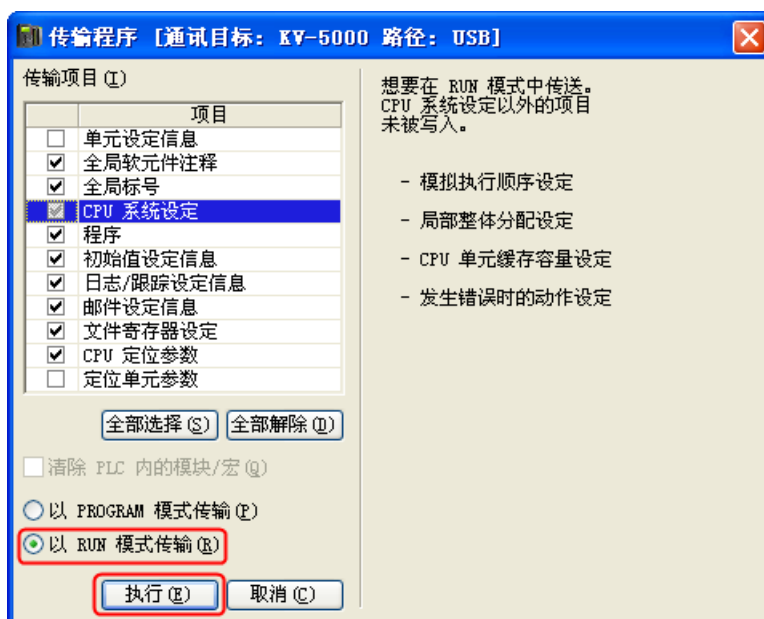 传输程序 [通讯目标: KV-5000 路径: USB]
传输项目(I)
项目
单元设定信息
全局软元件注释
全局标号
CPU 系统设定
程序
初始值设定信息
日志/跟踪设定信息
邮件设定信息
文件寄存器设定
CPU 定位参数
定位单元参数
全部选择(S) 全部解除(D)
清除 PLC 内的模块/宏(Q)
以 PROGRAM 模式传输(P)
以 RUN 模式传输(R)
执行(E) 取消(C)
想要在 RUN 模式中传送。
CPU 系统设定以外的项目
未被写入。
- 模拟执行顺序设定
- 局部整体分配设定
- CPU 单元缓存容量设定
- 发生错误时的动作设定